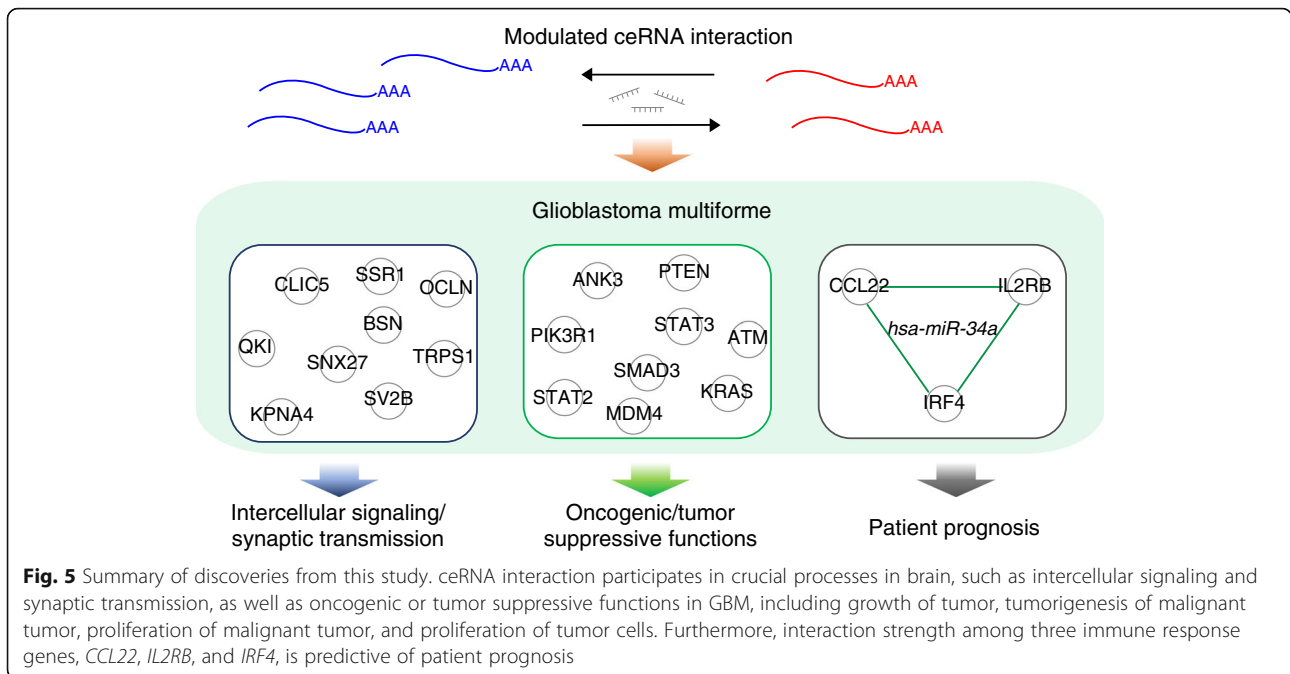 Modulated ceRNA interaction
AAA
AAA
AAA
AAA
AAA
Glioblastoma multiforme
CLIC5
SSR1
OCLN
BSN
QKI
SNX27
TRPS1
SV2B
KPNA4
ANK3
PTEN
PIK3R1
STAT3
ATM
SMAD3
STAT2
KRAS
MDM4
CCL22
IL2RB
hsa-miR-34a
IRF4
Intercellular signaling/
synaptic transmission
Oncogenic/tumor
suppressive functions
Patient prognosis
Fig. 5 Summary of discoveries from this study. ceRNA interaction participates in crucial processes in brain, such as intercellular signaling and
synaptic transmission, as well as oncogenic or tumor suppressive functions in GBM, including growth of tumor, tumorigenesis of malignant
tumor, proliferation of malignant tumor, and proliferation of tumor cells. Furthermore, interaction strength among three immune response
genes, CCL22, IL2RB, and IRF4, is predictive of patient prognosis